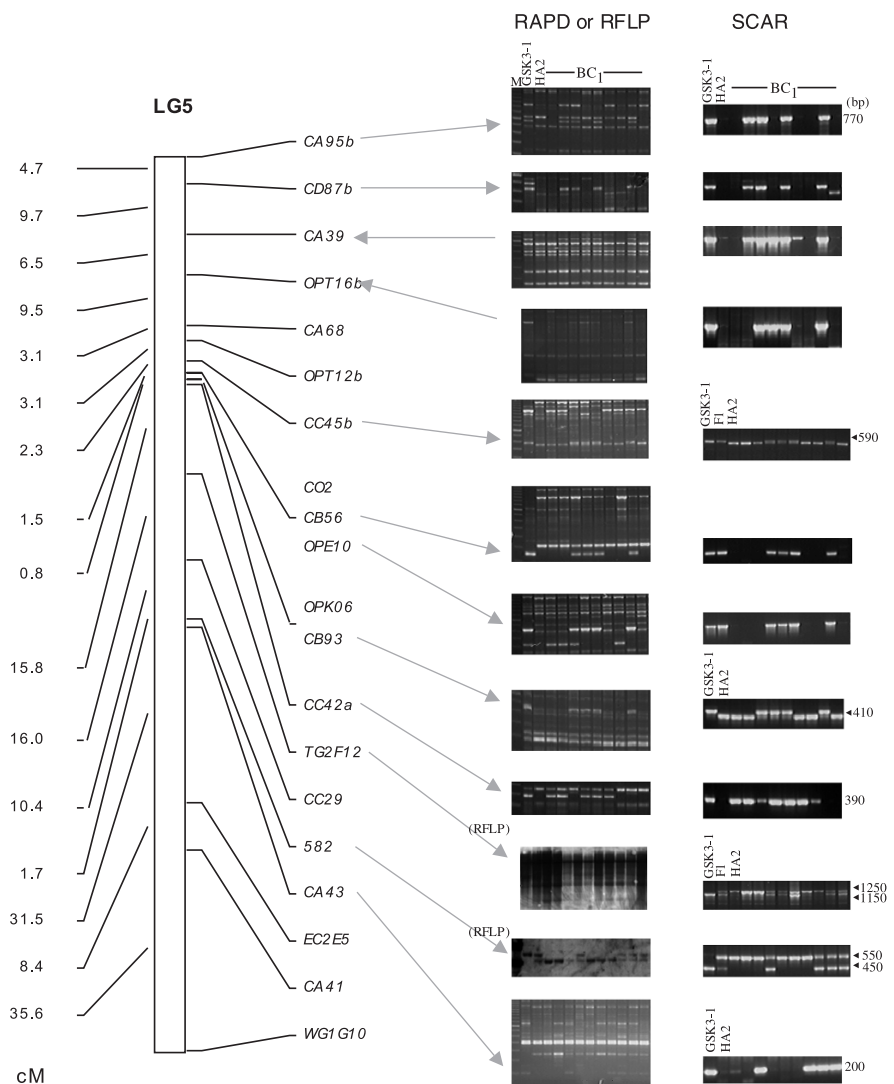 RAPD or RFLP
SCAR
M
GSK3-1
HA2
BC1
GSK3-1
HA2
BC1
(bp)
770
LG5
4.7
9.7
6.5
9.5
3.1
3.1
2.3
1.5
0.8
15.8
16.0
10.4
1.7
31.5
8.4
35.6
cM
CA95b
CD87b
CA39
OPT16b
CA68
OPT12b
CC45b
CO2
CB56
OPE10
OPK06
CB93
CC42a
TG2F12
CC29
582
CA43
EC2E5
CA41
WG1G10
(RFLP)
(RFLP)
GSK3-1
F1
HA2
590
GSK3-1
HA2
410
390
GSK3-1
F1
HA2
1250
1150
550
450
GSK3-1
HA2
200